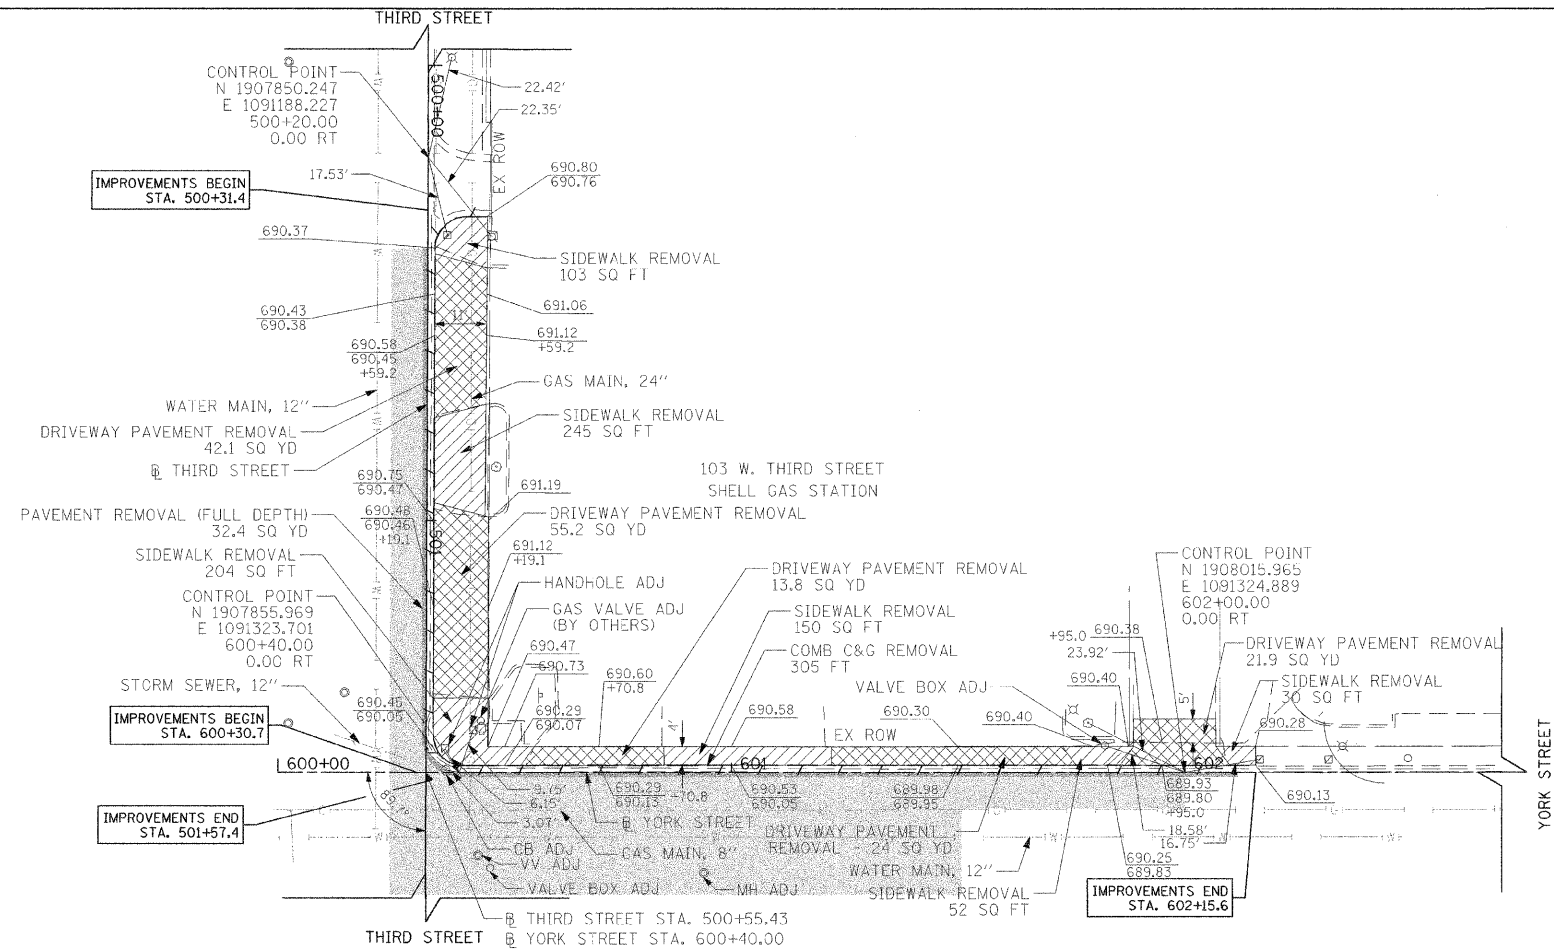 THIRD STREET
CONTROL POINT
N 1907850.247
E 1091188.227
500+20.00
0.00 RT
500+00
22.42'
22.35'
EX ROW
17.53'
690.80
690.76
IMPROVEMENTS BEGIN
STA. 500+31.4
690.37
SIDEWALK REMOVAL
103 SQ FT
690.43
690.38
691.06
11'
690.58
690.45
+59.2
691.12
+59.2
GAS MAIN, 24''
WATER MAIN, 12''
SIDEWALK REMOVAL
245 SQ FT
DRIVEWAY PAVEMENT REMOVAL
42.1 SQ YD
℄ THIRD STREET
103 W. THIRD STREET
SHELL GAS STATION
690.75
690.47
691.19
PAVEMENT REMOVAL (FULL DEPTH)
32.4 SQ YD
690.48
690.46
+19.1
501
DRIVEWAY PAVEMENT REMOVAL
55.2 SQ YD
SIDEWALK REMOVAL
204 SQ FT
691.12
+19.1
HANDHOLE ADJ
CONTROL POINT
N 1907855.969
E 1091323.701
600+40.00
0.00 RT
GAS VALVE ADJ
(BY OTHERS)
DRIVEWAY PAVEMENT REMOVAL
13.8 SQ YD
SIDEWALK REMOVAL
150 SQ FT
COMB C&G REMOVAL
305 FT
CONTROL POINT
N 1908015.965
E 1091324.889
602+00.00
0.00 RT
+95.0
690.38
23.92'
DRIVEWAY PAVEMENT REMOVAL
21.9 SQ YD
690.47
690.73
690.60
+70.8
STORM SEWER, 12''
VALVE BOX ADJ
690.40
5'
SIDEWALK REMOVAL
30 SQ FT
690.45
690.05
690.29
690.07
690.58
690.30
690.40
690.28
IMPROVEMENTS BEGIN
STA. 600+30.7
4'
EX ROW
600+00
601
602
YORK STREET
9.75'
6.15'
3.07'
690.29
690.13
+70.8
690.53
690.05
689.98
689.95
689.93
689.80
+95.0
690.13
IMPROVEMENTS END
STA. 501+57.4
℄ YORK STREET
DRIVEWAY PAVEMENT
REMOVAL - 24 SQ YD
18.58'
16.75'
CB ADJ
VV ADJ
GAS MAIN, 8''
WATER MAIN, 12''
690.25
689.83
VALVE BOX ADJ
MH ADJ
SIDEWALK REMOVAL
52 SQ FT
IMPROVEMENTS END
STA. 602+15.6
℄ THIRD STREET STA. 500+55.43
THIRD STREET
℄ YORK STREET STA. 600+40.00